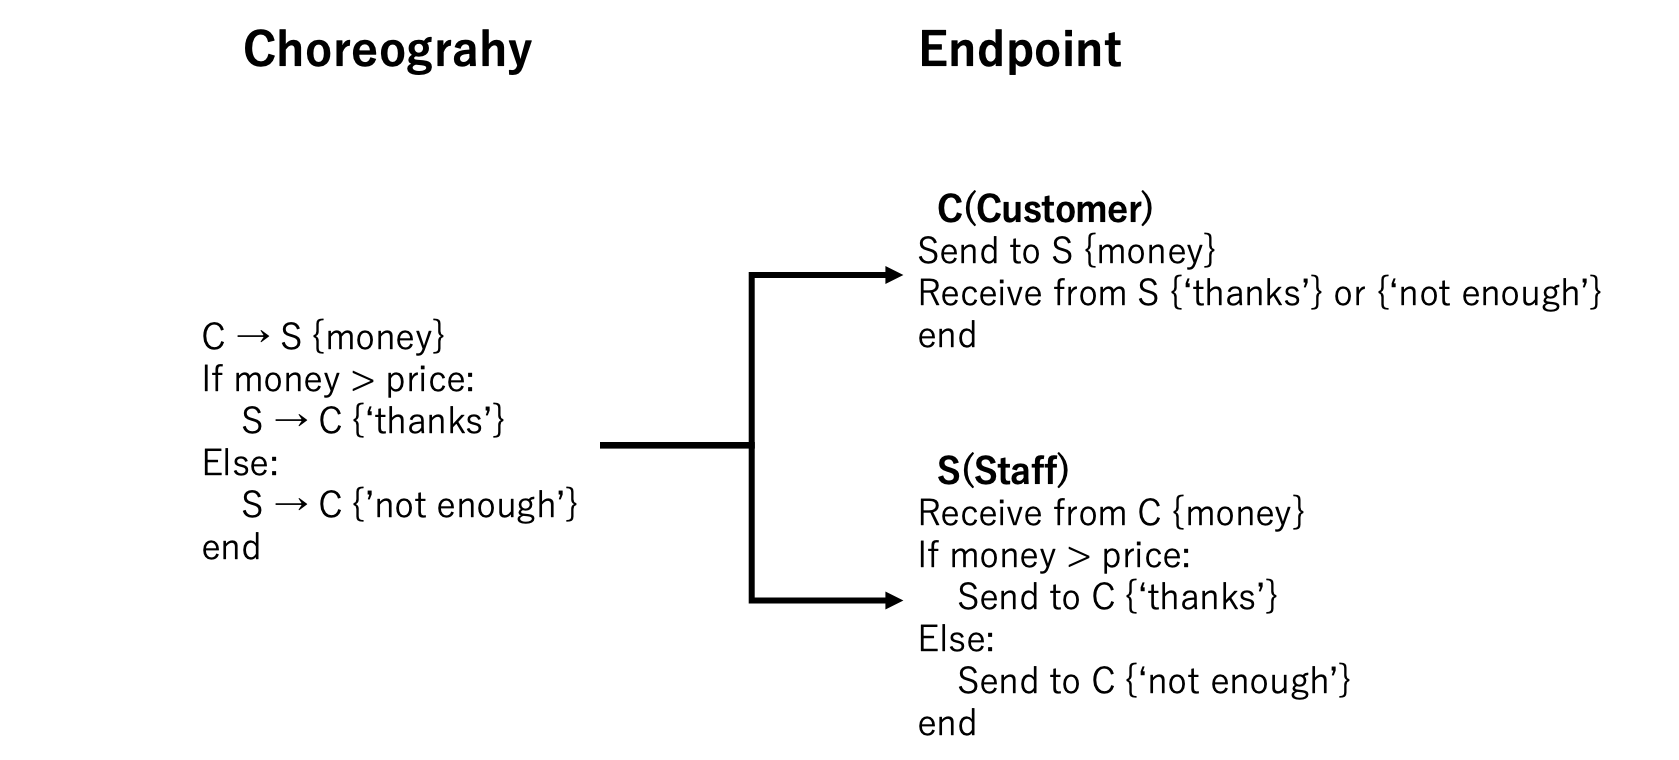 Choreograhy
C → S {money}
If money > price:
S → C {‘thanks’}
Else:
S → C {’not enough’}
end
Endpoint
C(Customer)
Send to S {money}
Receive from S {‘thanks’} or {‘not enough’}
end
S(Staff)
Receive from C {money}
If money > price:
Send to C {‘thanks’}
Else:
Send to C {‘not enough’}
end